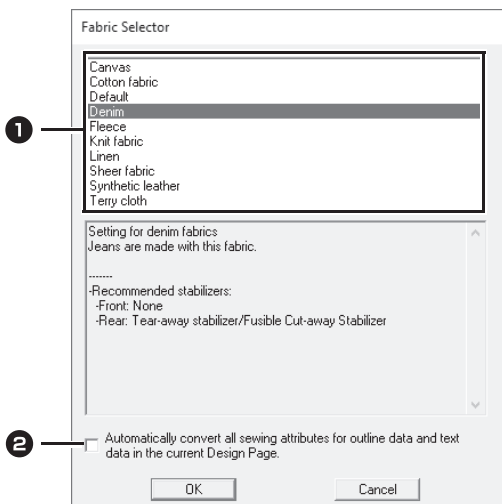 Fabric Selector
Canvas
Cotton fabric
Default
Denim
Fleece
Knit fabric
Linen
Sheer fabric
Synthetic leather
Terry cloth
1
Setting for denim fabrics
Jeans are made with this fabric.
-------
-Recommended stabilizers:
-Front: None
-Rear: Tear-away stabilizer/Fusible Cut-away Stabilizer
2
Automatically convert all sewing attributes for outline data and text
data in the current Design Page.
OK
Cancel